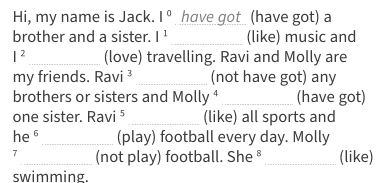 Hi, my name is Jack. I ⁰ have got (have got) a
brother and a sister. I ¹ (like) music and
I ² (love) travelling. Ravi and Molly are
my friends. Ravi ³ (not have got) any
brothers or sisters and Molly ⁴ (have got)
one sister. Ravi ⁵ (like) all sports and
he ⁶ (play) football every day. Molly
⁷ (not play) football. She ⁸ (like)
swimming.